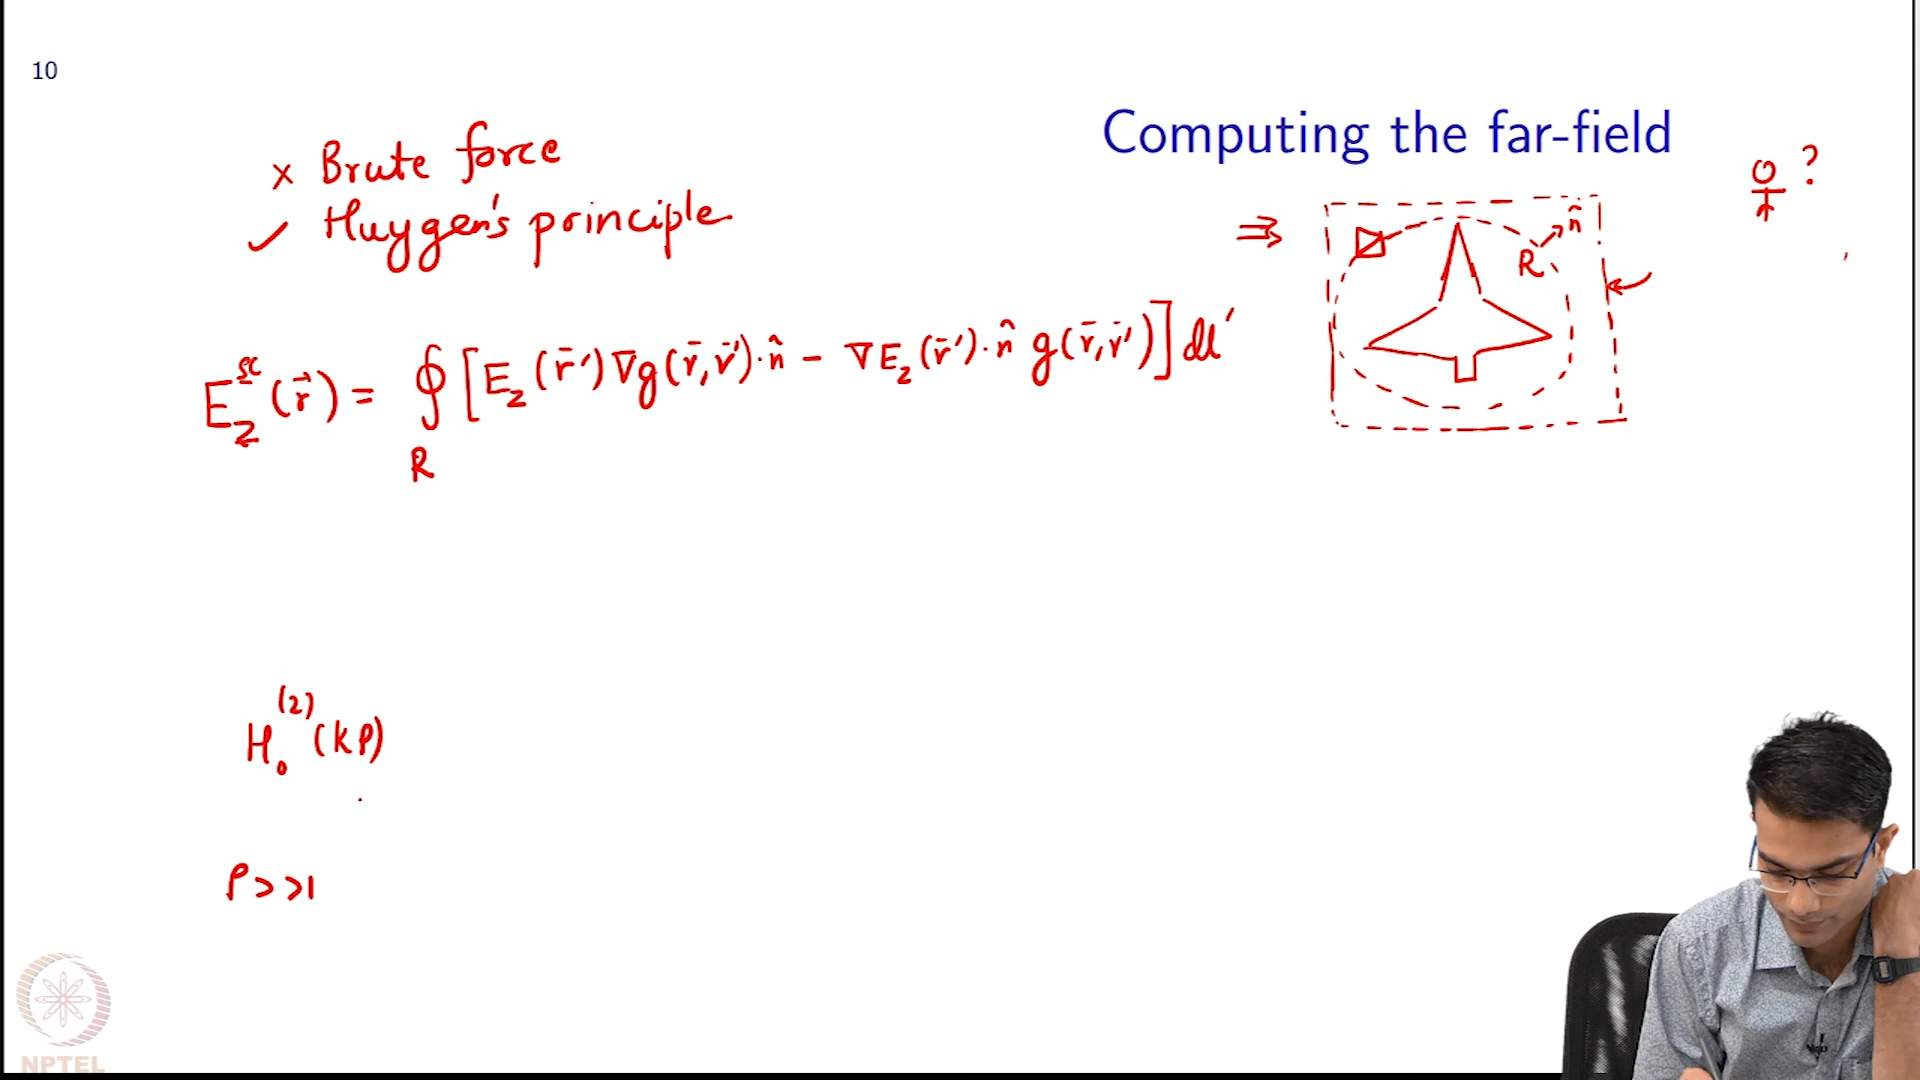 10
Computing the far-field
× Brute force
✓ Huygen's principle
?
⇒
n̂
R
E_z^{sc}(r⃗) = ∮_R [E_z(r̄′)∇g(r̄,r̄′)·n̂ − ∇E_z(r̄′)·n̂ g(r̄,r̄′)] dl′
H_0^{(2)}(kρ)
ρ>>1
NPTEL